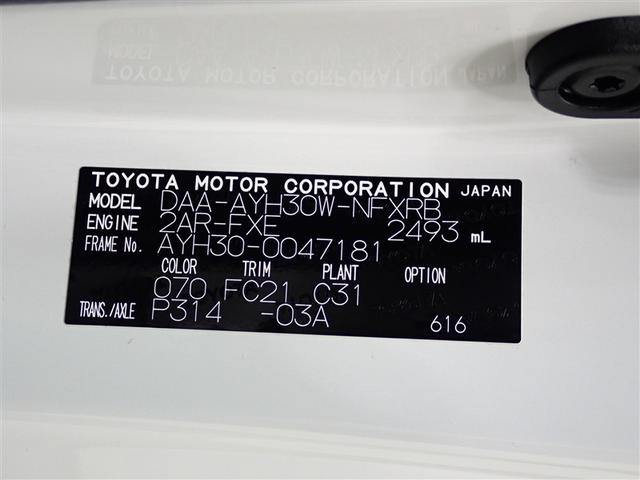 TOYOTA MOTOR CORPORATION JAPAN
MODEL DAA-AYH30W-NFXRB
ENGINE 2AR-FXE 2493 mL
FRAME No. AYH30-0047181
COLOR TRIM PLANT OPTION
070 FC21 C31
TRANS./AXLE P314 -03A 616